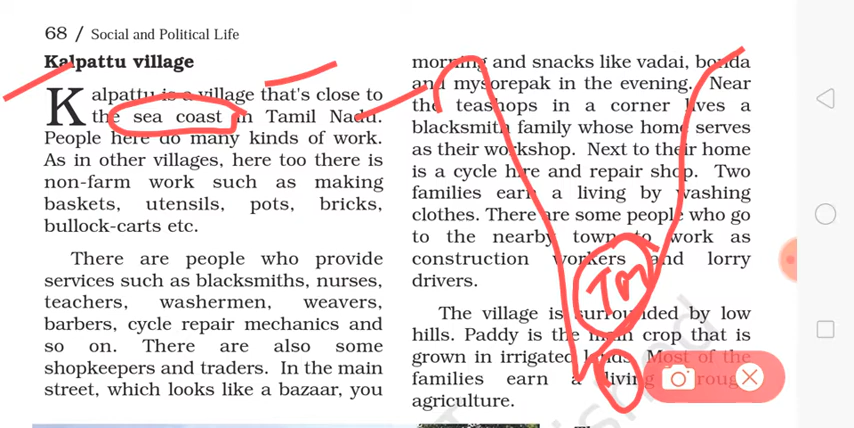 68 / Social and Political Life
Kalpattu village
Kalpattu is a village that's close to
the sea coast in Tamil Nadu.
People here do many kinds of work.
As in other villages, here too there is
non-farm work such as making
baskets, utensils, pots, bricks,
bullock-carts etc.
There are people who provide
services such as blacksmiths, nurses,
teachers, washermen, weavers,
barbers, cycle repair mechanics and
so on. There are also some
shopkeepers and traders. In the main
street, which looks like a bazaar, you
morning and snacks like vadai, bonda
and mysorepak in the evening. Near
the teashops in a corner lives a
blacksmith family whose home serves
as their workshop. Next to their home
is a cycle hire and repair shop. Two
families earn a living by washing
clothes. There are some people who go
to the nearby town to work as
construction workers and lorry
drivers.
The village is surrounded by low
hills. Paddy is the main crop that is
grown in irrigated lands. Most of the
families earn a living
agriculture.